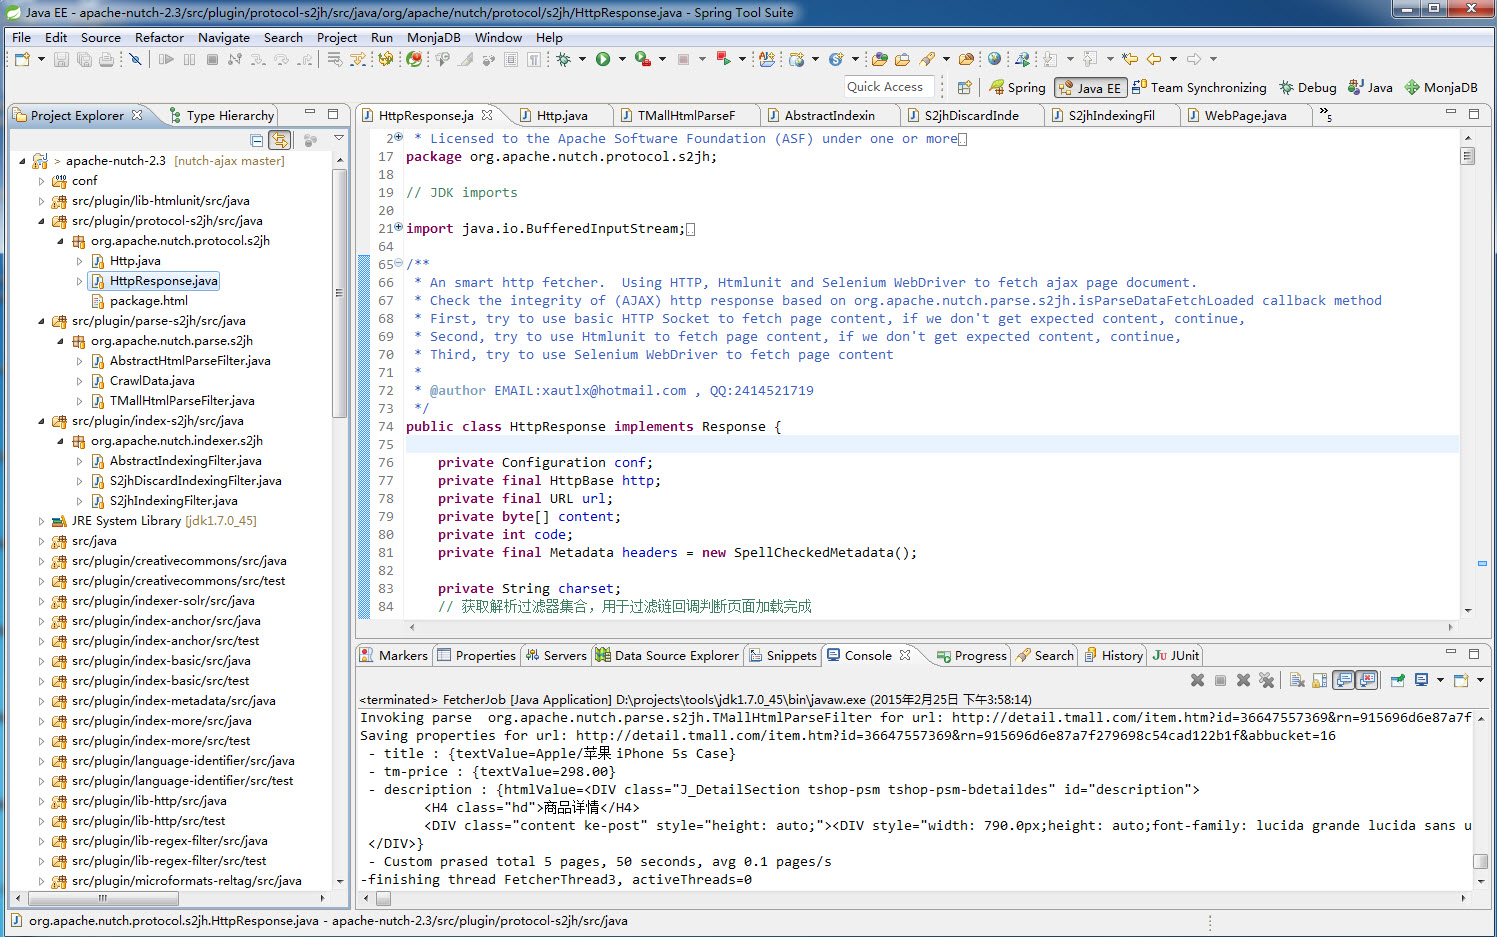 Java EE - apache-nutch-2.3/src/plugin/protocol-s2jh/src/java/org/apache/nutch/protocol/s2jh/HttpResponse.java - Spring Tool Suite
File Edit Source Refactor Navigate Search Project Run MonjaDB Window Help
Quick Access Spring Java EE Team Synchronizing Debug Java MonjaDB
Project Explorer Type Hierarchy
apache-nutch-2.3 [nutch-ajax master]
conf
src/plugin/lib-htmlunit/src/java
src/plugin/protocol-s2jh/src/java
org.apache.nutch.protocol.s2jh
Http.java
HttpResponse.java
package.html
src/plugin/parse-s2jh/src/java
org.apache.nutch.parse.s2jh
AbstractHtmlParseFilter.java
CrawlData.java
TMallHtmlParseFilter.java
src/plugin/index-s2jh/src/java
org.apache.nutch.indexer.s2jh
AbstractIndexingFilter.java
S2jhDiscardIndexingFilter.java
S2jhIndexingFilter.java
JRE System Library [jdk1.7.0_45]
src/java
src/plugin/creativecommons/src/java
src/plugin/creativecommons/src/test
src/plugin/indexer-solr/src/java
src/plugin/index-anchor/src/java
src/plugin/index-anchor/src/test
src/plugin/index-basic/src/java
src/plugin/index-basic/src/test
src/plugin/index-metadata/src/java
src/plugin/index-more/src/java
src/plugin/index-more/src/test
src/plugin/language-identifier/src/java
src/plugin/language-identifier/src/test
src/plugin/lib-http/src/java
src/plugin/lib-http/src/test
src/plugin/lib-regex-filter/src/java
src/plugin/lib-regex-filter/src/test
src/plugin/microformats-reltag/src/java
HttpResponse.ja Http.java TMallHtmlParseF AbstractIndexin S2jhDiscardInde S2jhIndexingFil WebPage.java »5
2 * Licensed to the Apache Software Foundation (ASF) under one or more
17 package org.apache.nutch.protocol.s2jh;
18
19 // JDK imports
20
21 import java.io.BufferedInputStream;
64
65 /**
66 * An smart http fetcher.  Using HTTP, Htmlunit and Selenium WebDriver to fetch ajax page document.
67 * Check the integrity of (AJAX) http response based on org.apache.nutch.parse.s2jh.isParseDataFetchLoaded callback method
68 * First, try to use basic HTTP Socket to fetch page content, if we don't get expected content, continue,
69 * Second, try to use Htmlunit to fetch page content, if we don't get expected content, continue,
70 * Third, try to use Selenium WebDriver to fetch page content
71 *
72 * @author EMAIL:xautlx@hotmail.com , QQ:2414521719
73 */
74 public class HttpResponse implements Response {
75
76 private Configuration conf;
77 private final HttpBase http;
78 private final URL url;
79 private byte[] content;
80 private int code;
81 private final Metadata headers = new SpellCheckedMetadata();
82
83 private String charset;
84 // 获取解析过滤器集合, 用于过滤链回调判断页面加载完成
Markers Properties Servers Data Source Explorer Snippets Console Progress Search History JUnit
<terminated> FetcherJob [Java Application] D:\projects\tools\jdk1.7.0_45\bin\javaw.exe (2015年2月25日 下午3:58:14)
Invoking parse  org.apache.nutch.parse.s2jh.TMallHtmlParseFilter for url: http://detail.tmall.com/item.htm?id=36647557369&rn=915696d6e87a7f
Saving properties for url: http://detail.tmall.com/item.htm?id=36647557369&rn=915696d6e87a7f279698c54cad122b1f&abbucket=16
- title : {textValue=Apple/苹果 iPhone 5s Case}
- tm-price : {textValue=298.00}
- description : {htmlValue=<DIV class="J_DetailSection tshop-psm tshop-psm-bdetaildes" id="description">
<H4 class="hd">商品详情</H4>
<DIV class="content ke-post" style="height: auto;"><DIV style="width: 790.0px;height: auto;font-family: lucida grande lucida sans u
</DIV>}
- Custom prased total 5 pages, 50 seconds, avg 0.1 pages/s
-finishing thread FetcherThread3, activeThreads=0
org.apache.nutch.protocol.s2jh.HttpResponse.java - apache-nutch-2.3/src/plugin/protocol-s2jh/src/java